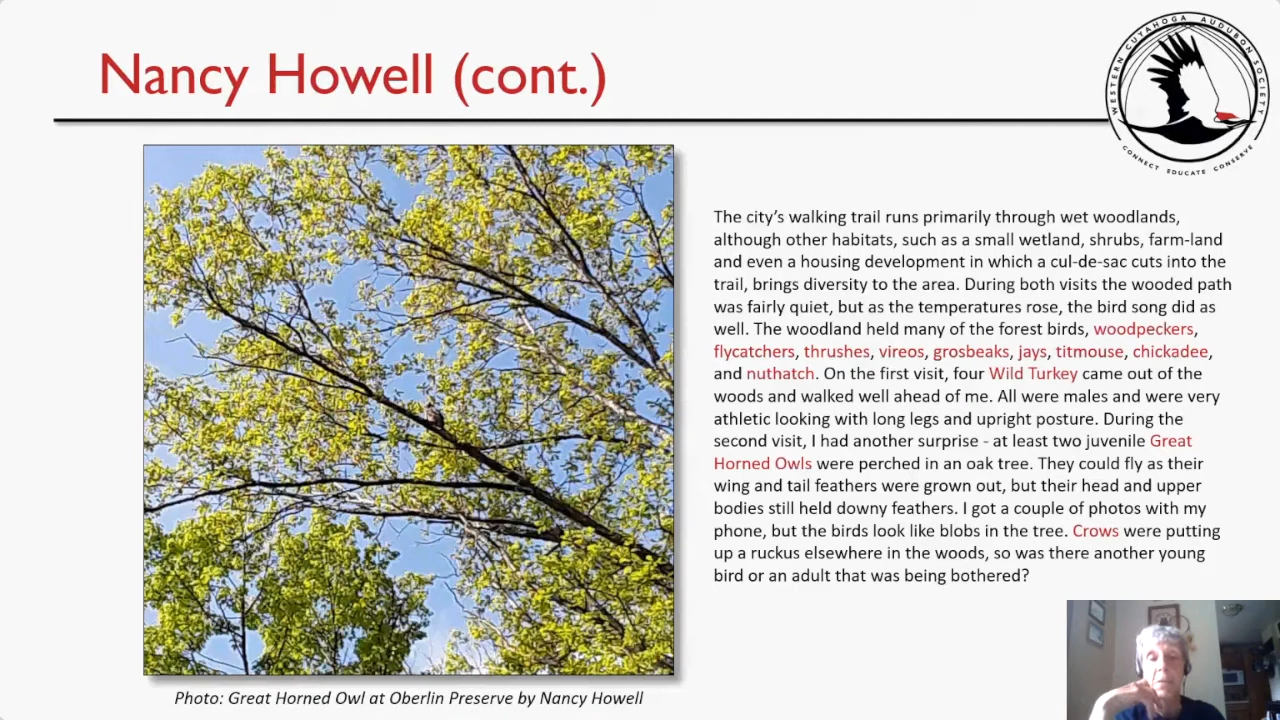 Nancy Howell (cont.)
WESTERN CUYAHOGA AUDUBON SOCIETY
CONNECT EDUCATE CONSERVE
The city’s walking trail runs primarily through wet woodlands,
although other habitats, such as a small wetland, shrubs, farm-land
and even a housing development in which a cul-de-sac cuts into the
trail, brings diversity to the area. During both visits the wooded path
was fairly quiet, but as the temperatures rose, the bird song did as
well. The woodland held many of the forest birds, woodpeckers,
flycatchers, thrushes, vireos, grosbeaks, jays, titmouse, chickadee,
and nuthatch. On the first visit, four Wild Turkey came out of the
woods and walked well ahead of me. All were males and were very
athletic looking with long legs and upright posture. During the
second visit, I had another surprise - at least two juvenile Great
Horned Owls were perched in an oak tree. They could fly as their
wing and tail feathers were grown out, but their head and upper
bodies still held downy feathers. I got a couple of photos with my
phone, but the birds look like blobs in the tree. Crows were putting
up a ruckus elsewhere in the woods, so was there another young
bird or an adult that was being bothered?
Photo: Great Horned Owl at Oberlin Preserve by Nancy Howell